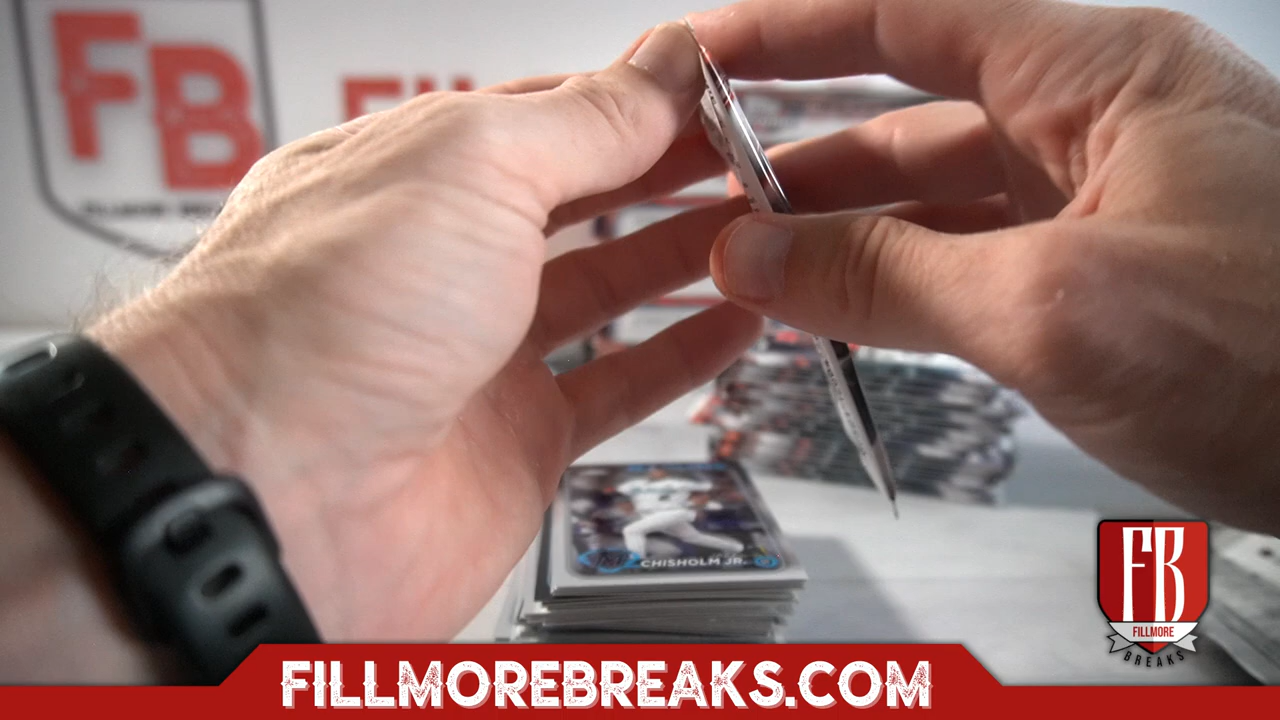 FB
CHISHOLM JR.
FB
FILLMORE
BREAKS
FILLMOREBREAKS.COM